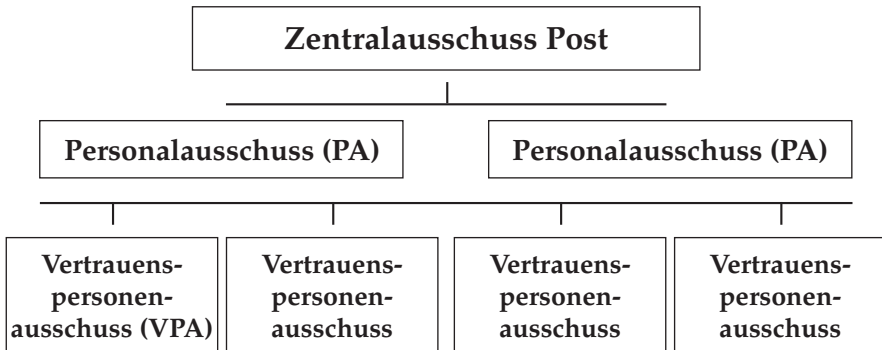 Zentralausschuss Post
Personalausschuss (PA)
Personalausschuss (PA)
Vertrauens-
personen-
ausschuss (VPA)
Vertrauens-
personen-
ausschuss
Vertrauens-
personen-
ausschuss
Vertrauens-
personen-
ausschuss